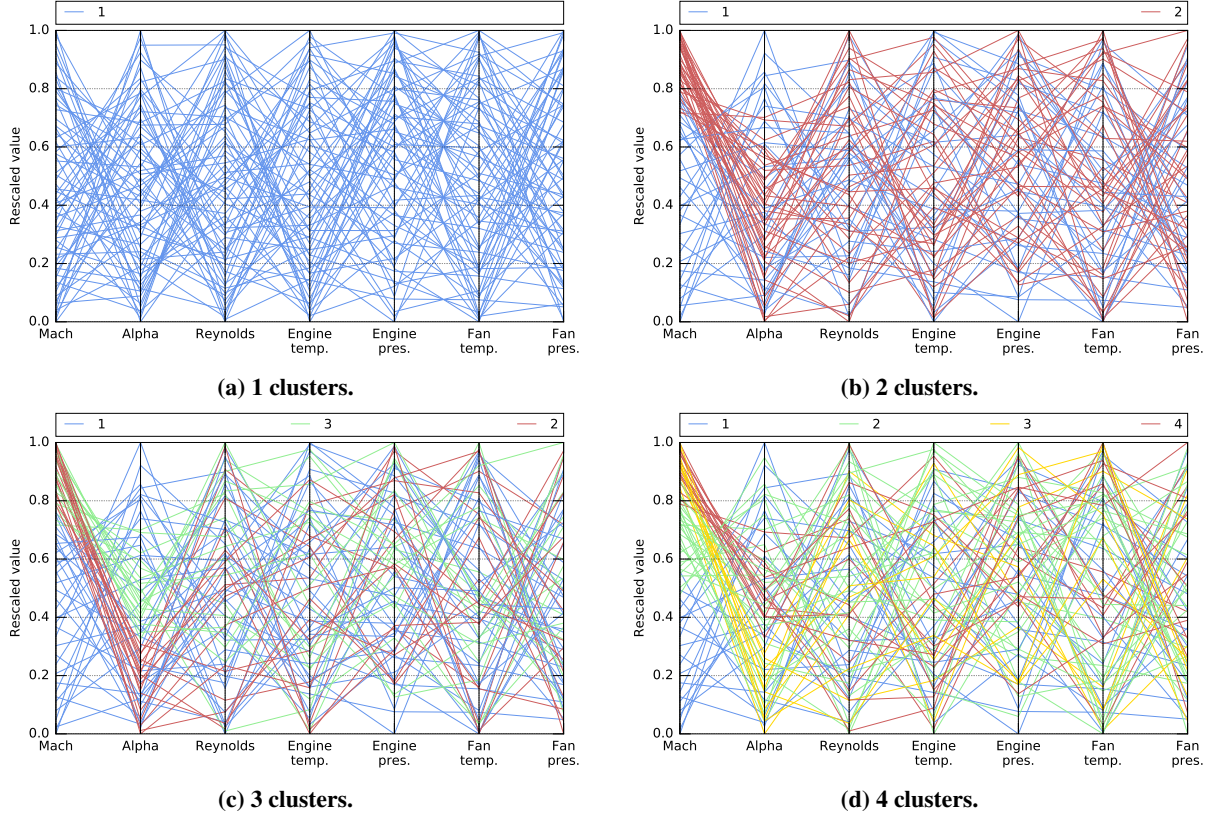 1
1.0
0.8
0.6
0.4
0.2
0.0
Rescaled value
Mach Alpha Reynolds Engine temp. Engine pres. Fan temp. Fan pres.
(a) 1 clusters.
1 2
1.0
0.8
0.6
0.4
0.2
0.0
Rescaled value
Mach Alpha Reynolds Engine temp. Engine pres. Fan temp. Fan pres.
(b) 2 clusters.
1 3 2
1.0
0.8
0.6
0.4
0.2
0.0
Rescaled value
Mach Alpha Reynolds Engine temp. Engine pres. Fan temp. Fan pres.
(c) 3 clusters.
1 2 3 4
1.0
0.8
0.6
0.4
0.2
0.0
Rescaled value
Mach Alpha Reynolds Engine temp. Engine pres. Fan temp. Fan pres.
(d) 4 clusters.